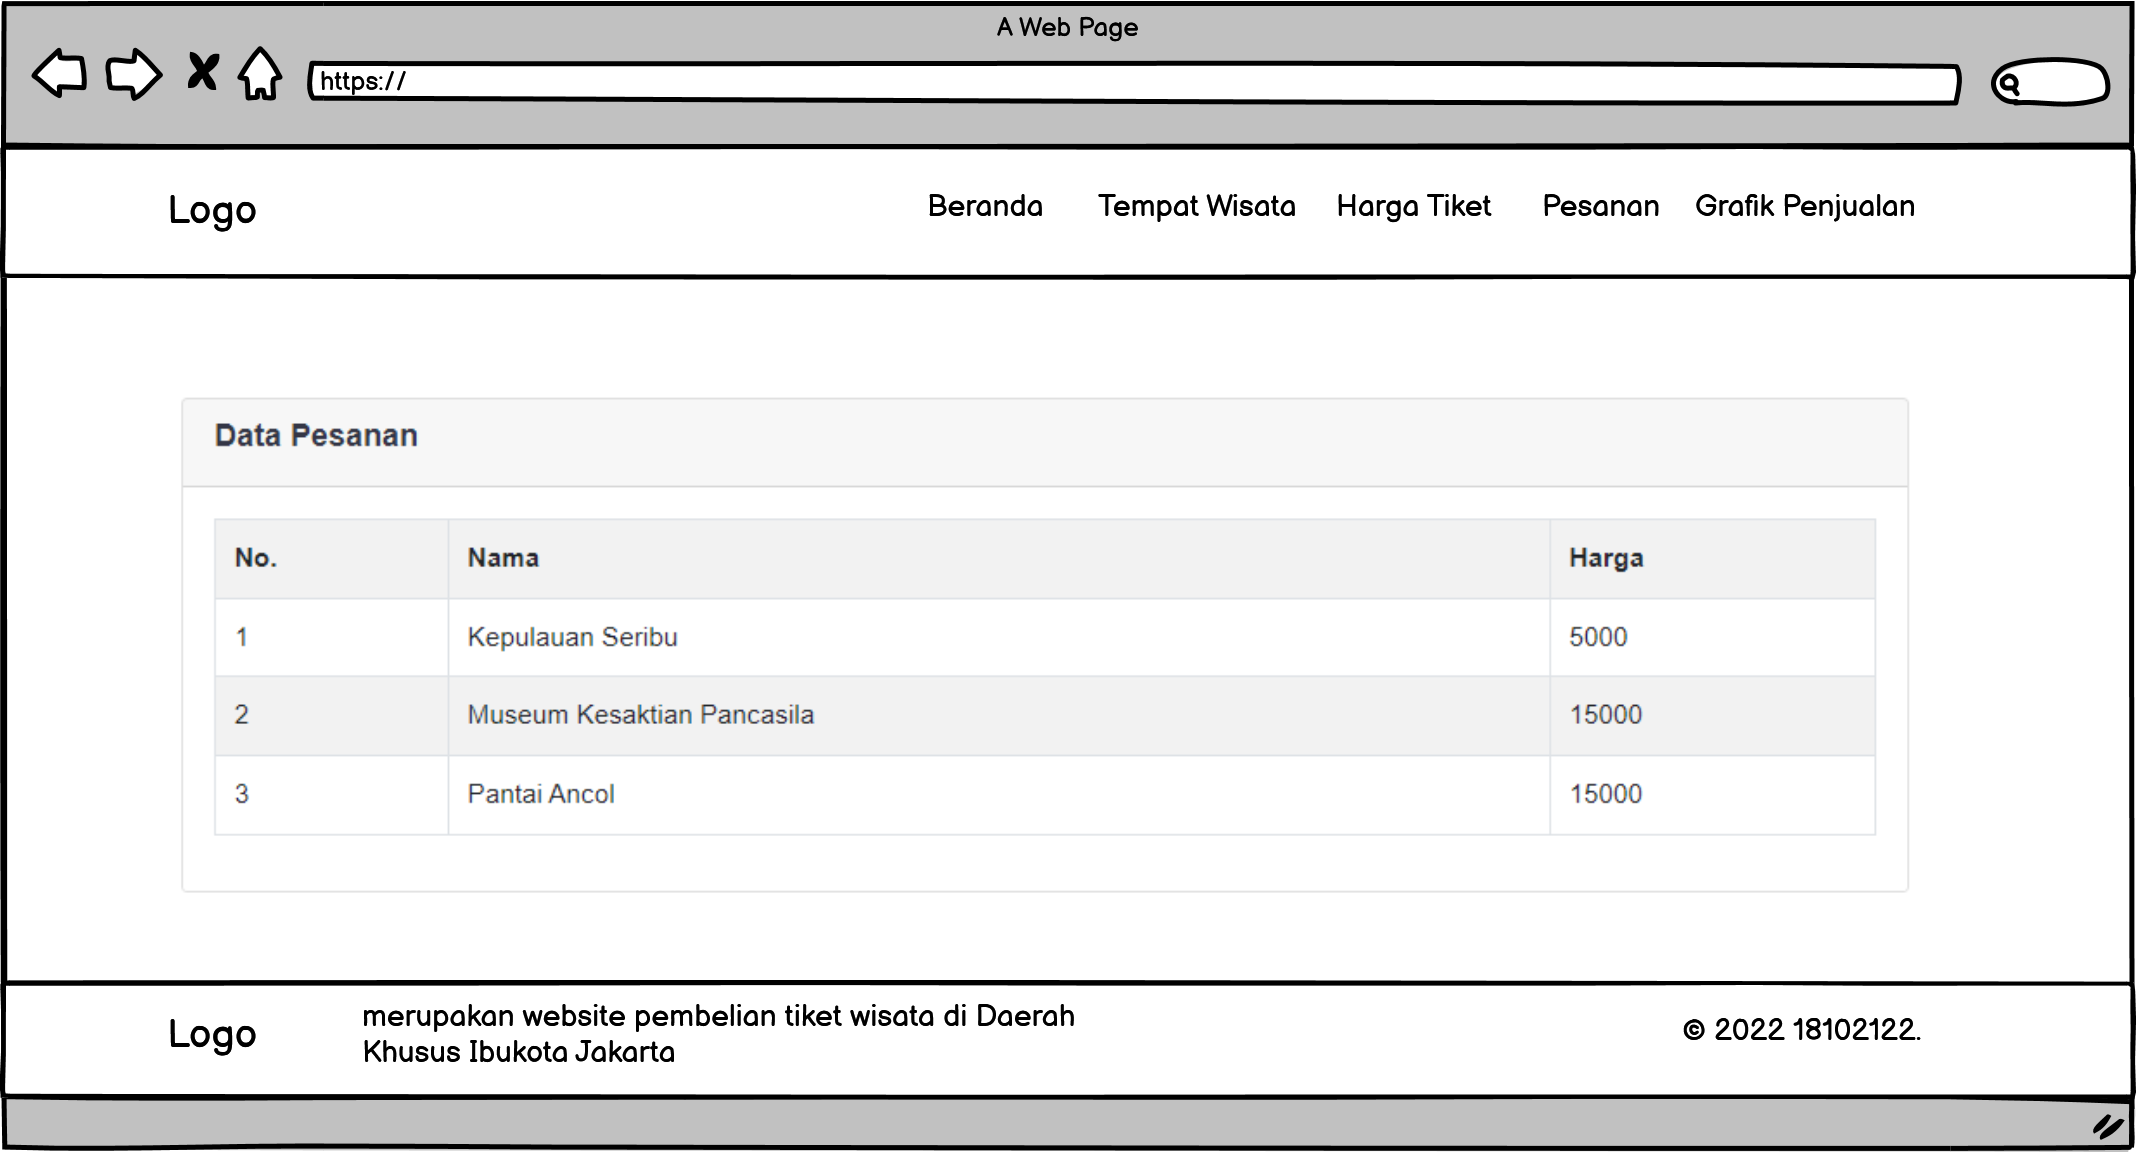 A Web Page
https://
Logo
Beranda Tempat Wisata Harga Tiket Pesanan Grafik Penjualan
Data Pesanan
No. Nama Harga
1 Kepulauan Seribu 5000
2 Museum Kesaktian Pancasila 15000
3 Pantai Ancol 15000
Logo
merupakan website pembelian tiket wisata di Daerah
Khusus Ibukota Jakarta
© 2022 18102122.